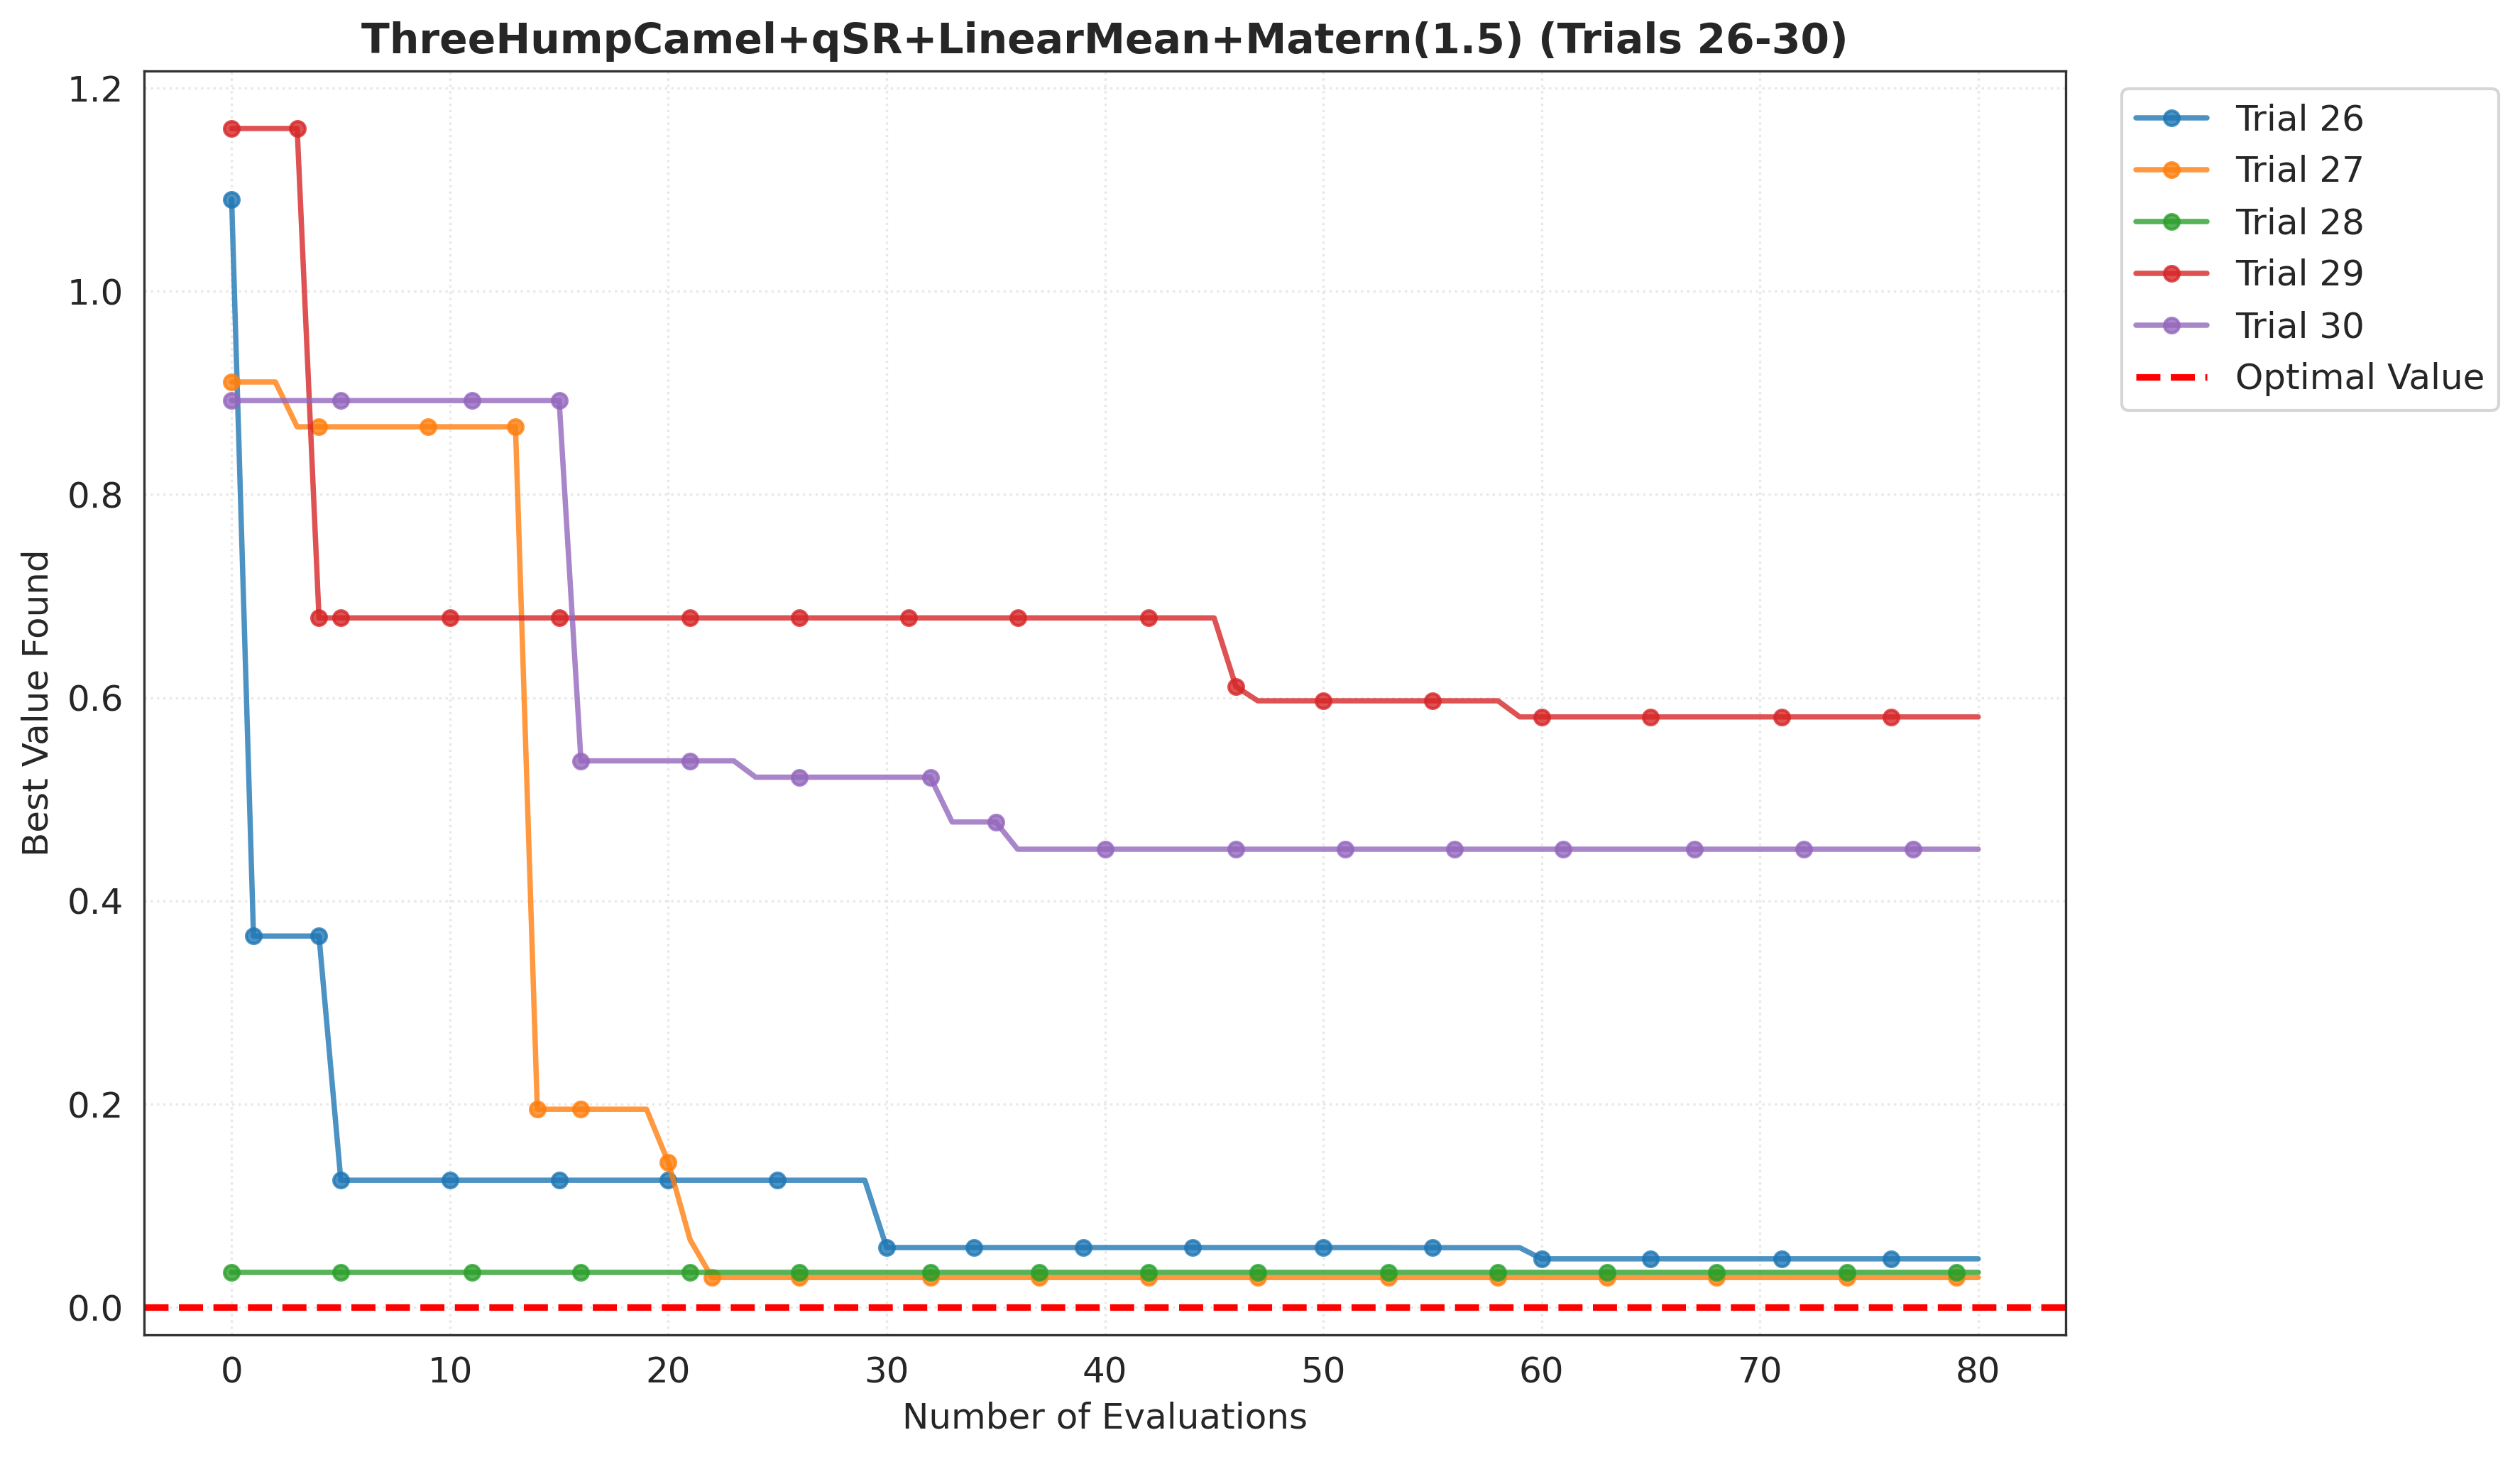 ThreeHumpCamel+qSR+LinearMean+Matern(1.5) (Trials 26-30)
1.2
1.0
0.8
0.6
0.4
0.2
0.0
Best Value Found
0 10 20 30 40 50 60 70 80
Number of Evaluations
Trial 26
Trial 27
Trial 28
Trial 29
Trial 30
Optimal Value